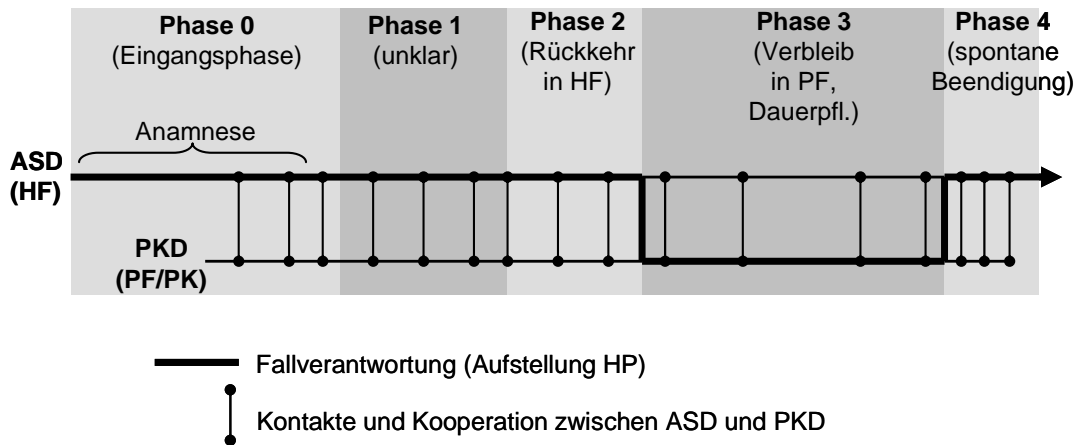 Phase 0
(Eingangsphase)
Phase 1
(unklar)
Phase 2
(Rückkehr
in HF)
Phase 3
(Verbleib
in PF,
Dauerpfl.)
Phase 4
(spontane
Beendigung)
Anamnese
ASD
(HF)
PKD
(PF/PK)
Fallverantwortung (Aufstellung HP)
Kontakte und Kooperation zwischen ASD und PKD